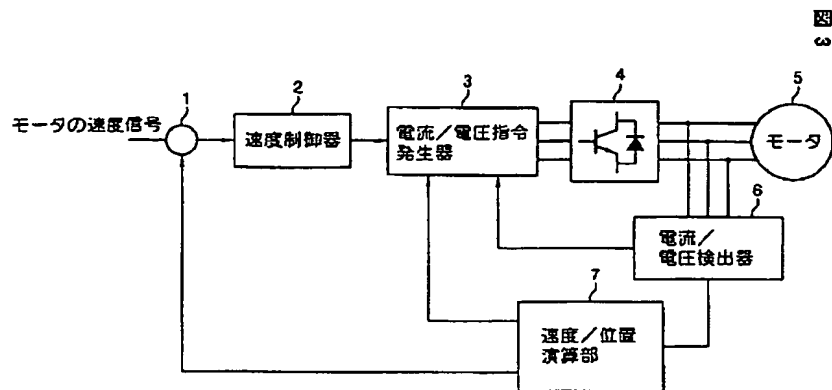 図3
1
2
3
4
5
モータの速度信号
速度制御器
電流/電圧指令
発生器
モータ
6
電流/
電圧検出器
7
速度/位置
演算部